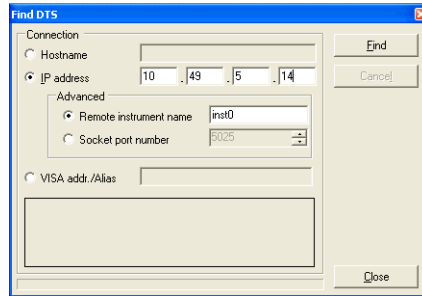 Find DTS
Connection
Hostname
IP address 10 . 49 . 5 . 14
Advanced
Remote instrument name inst0
Socket port number 5025
VISA addr./Alias
Find
Cancel
Close